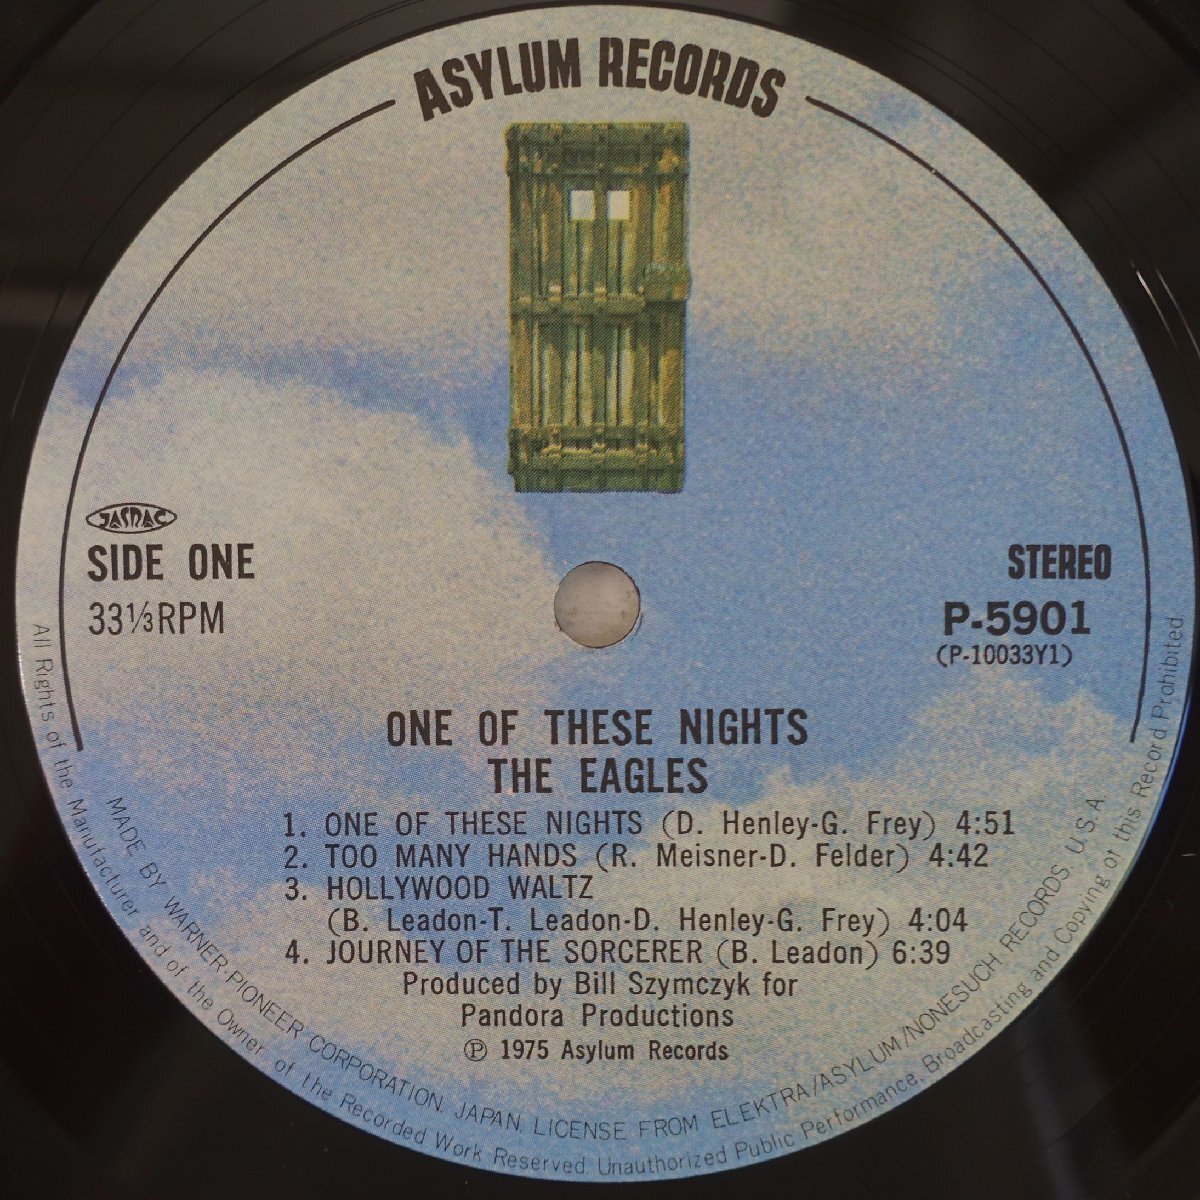 ASYLUM RECORDS
JASRAC
SIDE ONE
33⅓RPM
STEREO
P-5901
(P-10033Y1)
ONE OF THESE NIGHTS
THE EAGLES
1. ONE OF THESE NIGHTS (D. Henley-G. Frey) 4:51
2. TOO MANY HANDS (R. Meisner-D. Felder) 4:42
3. HOLLYWOOD WALTZ
(B. Leadon-T. Leadon-D. Henley-G. Frey) 4:04
4. JOURNEY OF THE SORCERER (B. Leadon) 6:39
Produced by Bill Szymczyk for
Pandora Productions
Ⓟ 1975 Asylum Records
MADE BY WARNER-PIONEER CORPORATION, JAPAN. LICENSE FROM ELEKTRA/ASYLUM/NONESUCH RECORDS, U.S.A.
All Rights of the Manufacturer and of the Owner of the Recorded Work Reserved. Unauthorized Public Performance, Broadcasting and Copying of this Record Prohibited